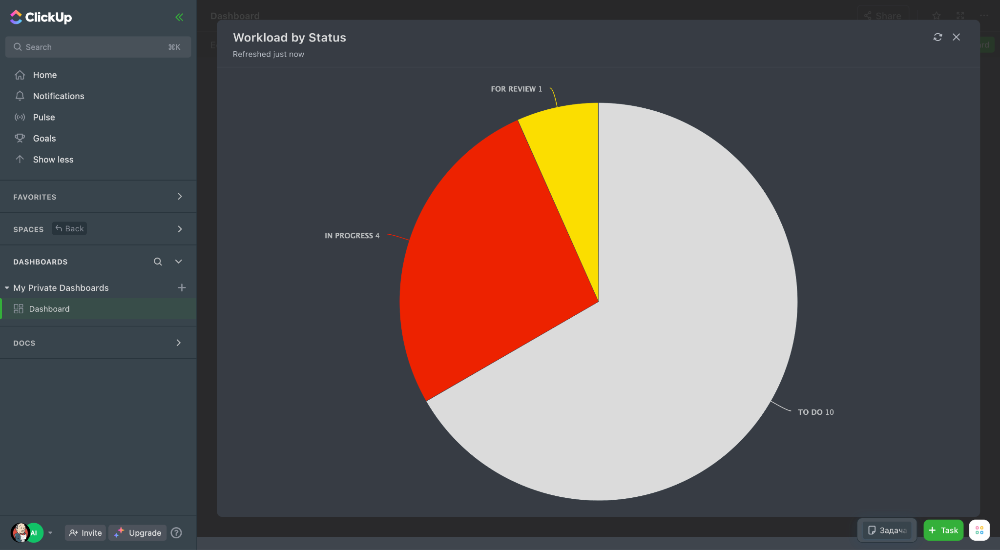 ClickUp
Search ⌘K
Home
Notifications
Pulse
Goals
Show less
FAVORITES
SPACES Back
DASHBOARDS
My Private Dashboards
Dashboard
DOCS
AI
Invite
Upgrade
Dashboard
Share
Workload by Status
Refreshed just now
FOR REVIEW 1
IN PROGRESS 4
TO DO 10
Задача
Task